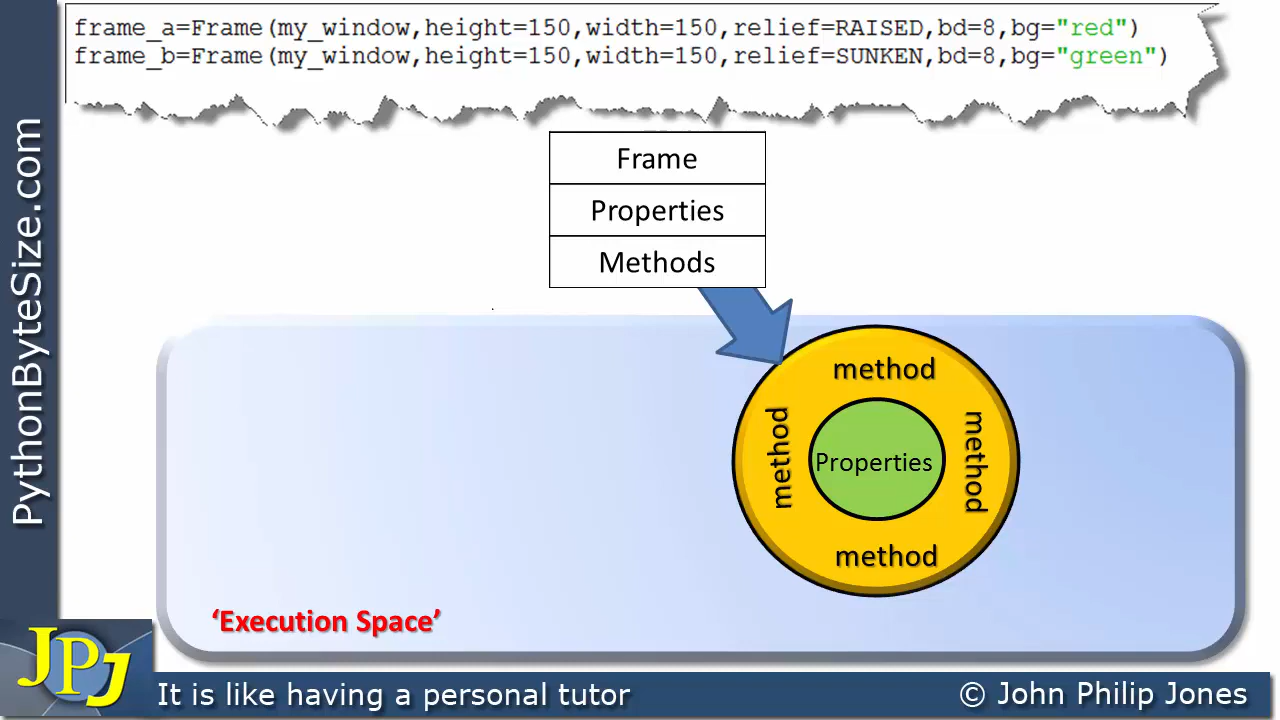 frame_a=Frame(my_window,height=150,width=150,relief=RAISED,bd=8,bg="red")
frame_b=Frame(my_window,height=150,width=150,relief=SUNKEN,bd=8,bg="green")
PythonByteSize.com
Frame
Properties
Methods
method
method
Properties
method
method
‘Execution Space’
JPJ
It is like having a personal tutor
© John Philip Jones